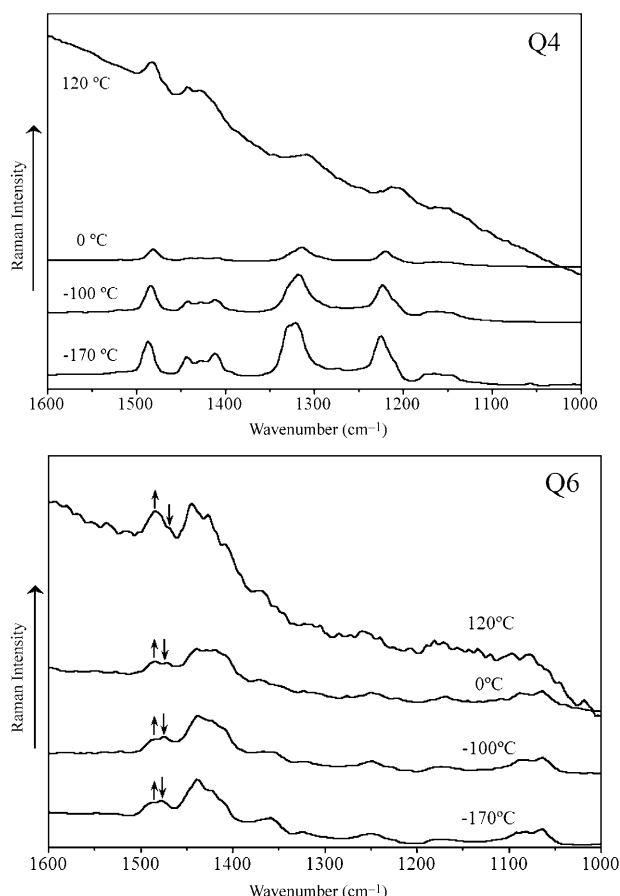 Q4
120 °C
0 °C
-100 °C
-170 °C
Raman Intensity
1600 1500 1400 1300 1200 1100 1000
Wavenumber (cm⁻¹)
Q6
120°C
0°C
-100°C
-170°C
Raman Intensity
1600 1500 1400 1300 1200 1100 1000
Wavenumber (cm⁻¹)